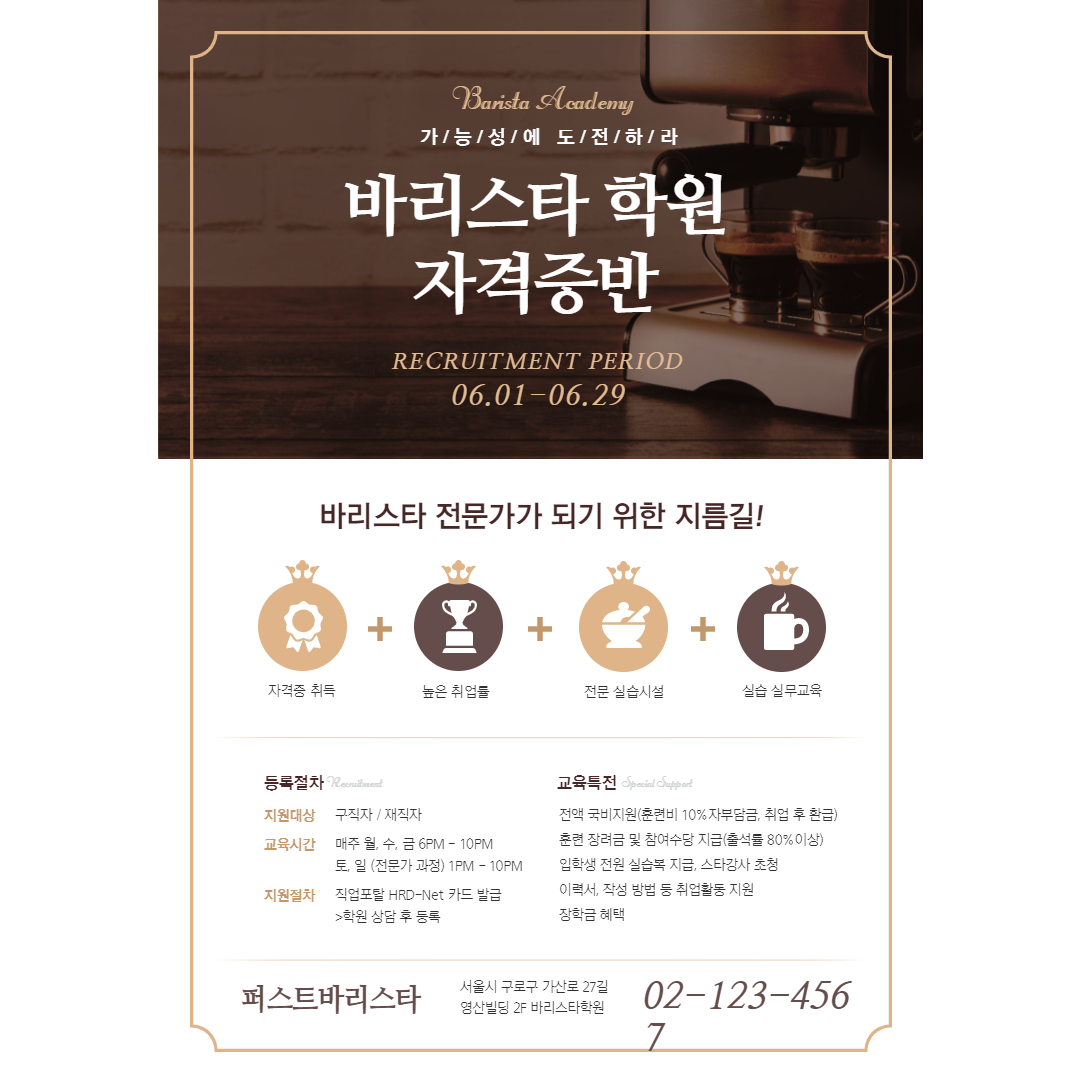 Barista Academy
가/능/성/에 도/전/하/라
바리스타 학원
자격증반
RECRUITMENT PERIOD
06.01-06.29
바리스타 전문가가 되기 위한 지름길!
자격증 취득
높은 취업률
전문 실습시설
실습 실무교육
등록절차 Recruitment
지원대상 구직자 / 재직자
교육시간 매주 월, 수, 금 6PM - 10PM
토, 일 (전문가 과정) 1PM - 10PM
지원절차 직업포탈 HRD-Net 카드 발급
>학원 상담 후 등록
교육특전 Special Support
전액 국비지원(훈련비 10%자부담금, 취업 후 환급)
훈련 장려금 및 참여수당 지급(출석률 80%이상)
입학생 전원 실습복 지급, 스타강사 초청
이력서, 작성 방법 등 취업활동 지원
장학금 혜택
퍼스트바리스타
서울시 구로구 가산로 27길
영산빌딩 2F 바리스타학원
02-123-456
7